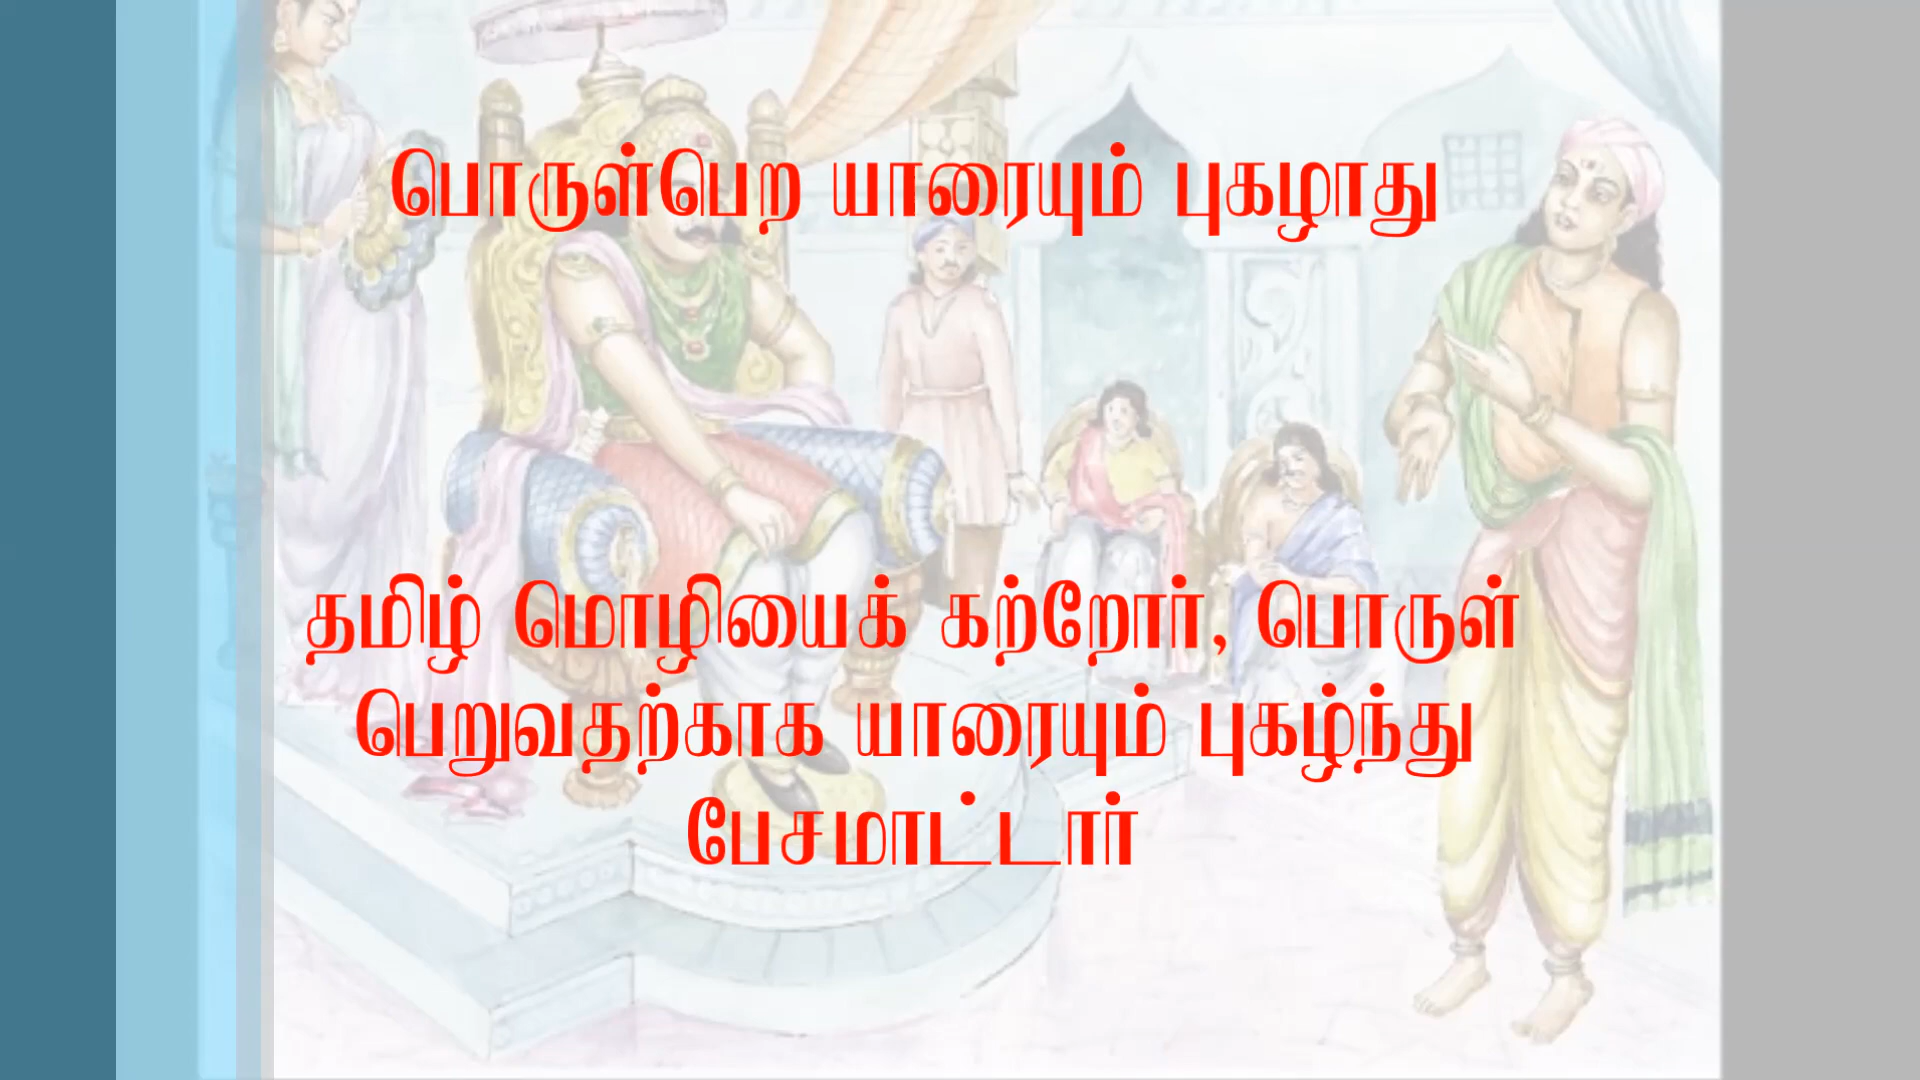 பொருள்பெற யாரையும் புகழாது
தமிழ் மொழியைக் கற்றோர், பொருள்
பெறுவதற்காக யாரையும் புகழ்ந்து
பேசமாட்டார்